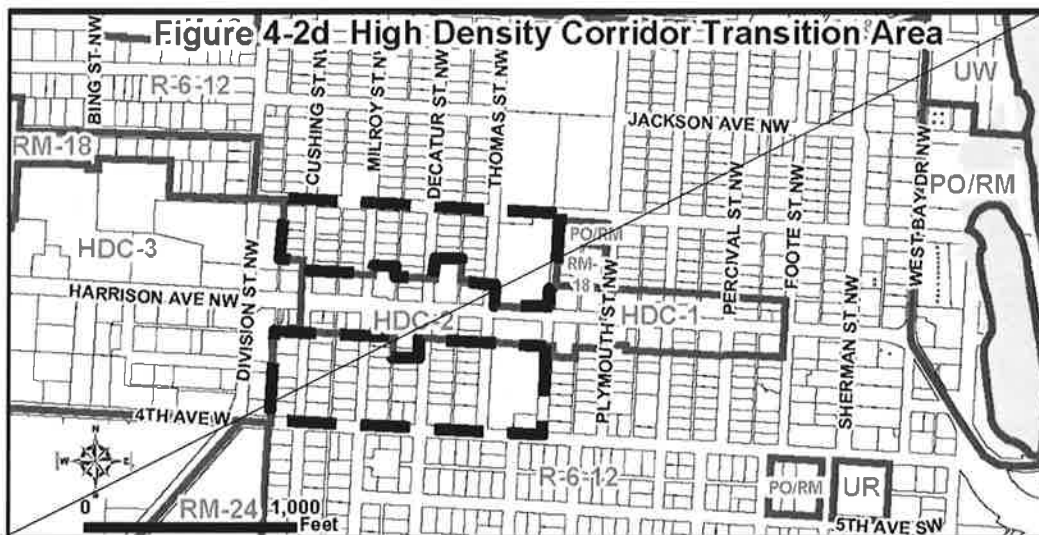 Figure 4-2d High Density Corridor Transition Area
BING ST NW
R-6-12
CUSHING ST NW
MILROY ST NW
DECATUR ST NW
THOMAS ST NW
JACKSON AVE NW
UW
RM-18
PERCIVAL ST NW
FOOTE ST NW
WEST BAY DR NW
PO/RM
HDC-3
DIVISION ST NW
PO/RM
RM-
18
HARRISON AVE NW
HDC-2
PLYMOUTH ST NW
HDC-1
SHERMAN ST NW
4TH AVE W
N
W
E
S
R-6-12
PO/RM
UR
RM-24
0
1,000
Feet
5TH AVE SW